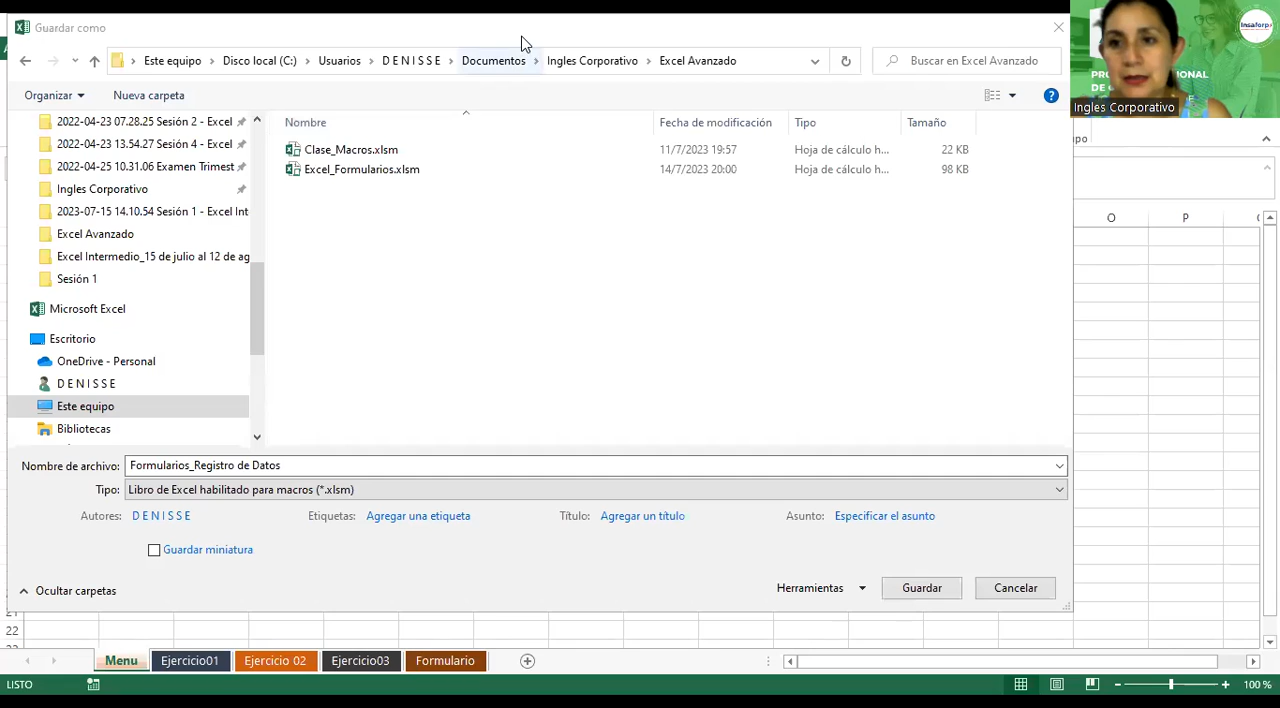 Guardar como
Este equipo > Disco local (C:) > Usuarios > D E N I S S E > Documentos > Ingles Corporativo > Excel Avanzado
Buscar en Excel Avanzado
Organizar
Nueva carpeta
Nombre
Fecha de modificación
Tipo
Tamaño
Clase_Macros.xlsm
11/7/2023 19:57
Hoja de cálculo h...
22 KB
Excel_Formularios.xlsm
14/7/2023 20:00
Hoja de cálculo h...
98 KB
2022-04-23 07.28.25 Sesión 2 - Excel
2022-04-23 13.54.27 Sesión 4 - Excel
2022-04-25 10.31.06 Examen Trimest
Ingles Corporativo
2023-07-15 14.10.54 Sesión 1 - Excel Int
Excel Avanzado
Excel Intermedio_15 de julio al 12 de ag
Sesión 1
Microsoft Excel
Escritorio
OneDrive - Personal
D E N I S S E
Este equipo
Bibliotecas
Nombre de archivo:
Formularios_Registro de Datos
Tipo:
Libro de Excel habilitado para macros (*.xlsm)
Autores:
D E N I S S E
Etiquetas:
Agregar una etiqueta
Título:
Agregar un título
Asunto:
Especificar el asunto
Guardar miniatura
Ocultar carpetas
Herramientas
Guardar
Cancelar
Insaforp
Ingles Corporativo
O
P
22
Menu
Ejercicio01
Ejercicio 02
Ejercicio03
Formulario
LISTO
100 %